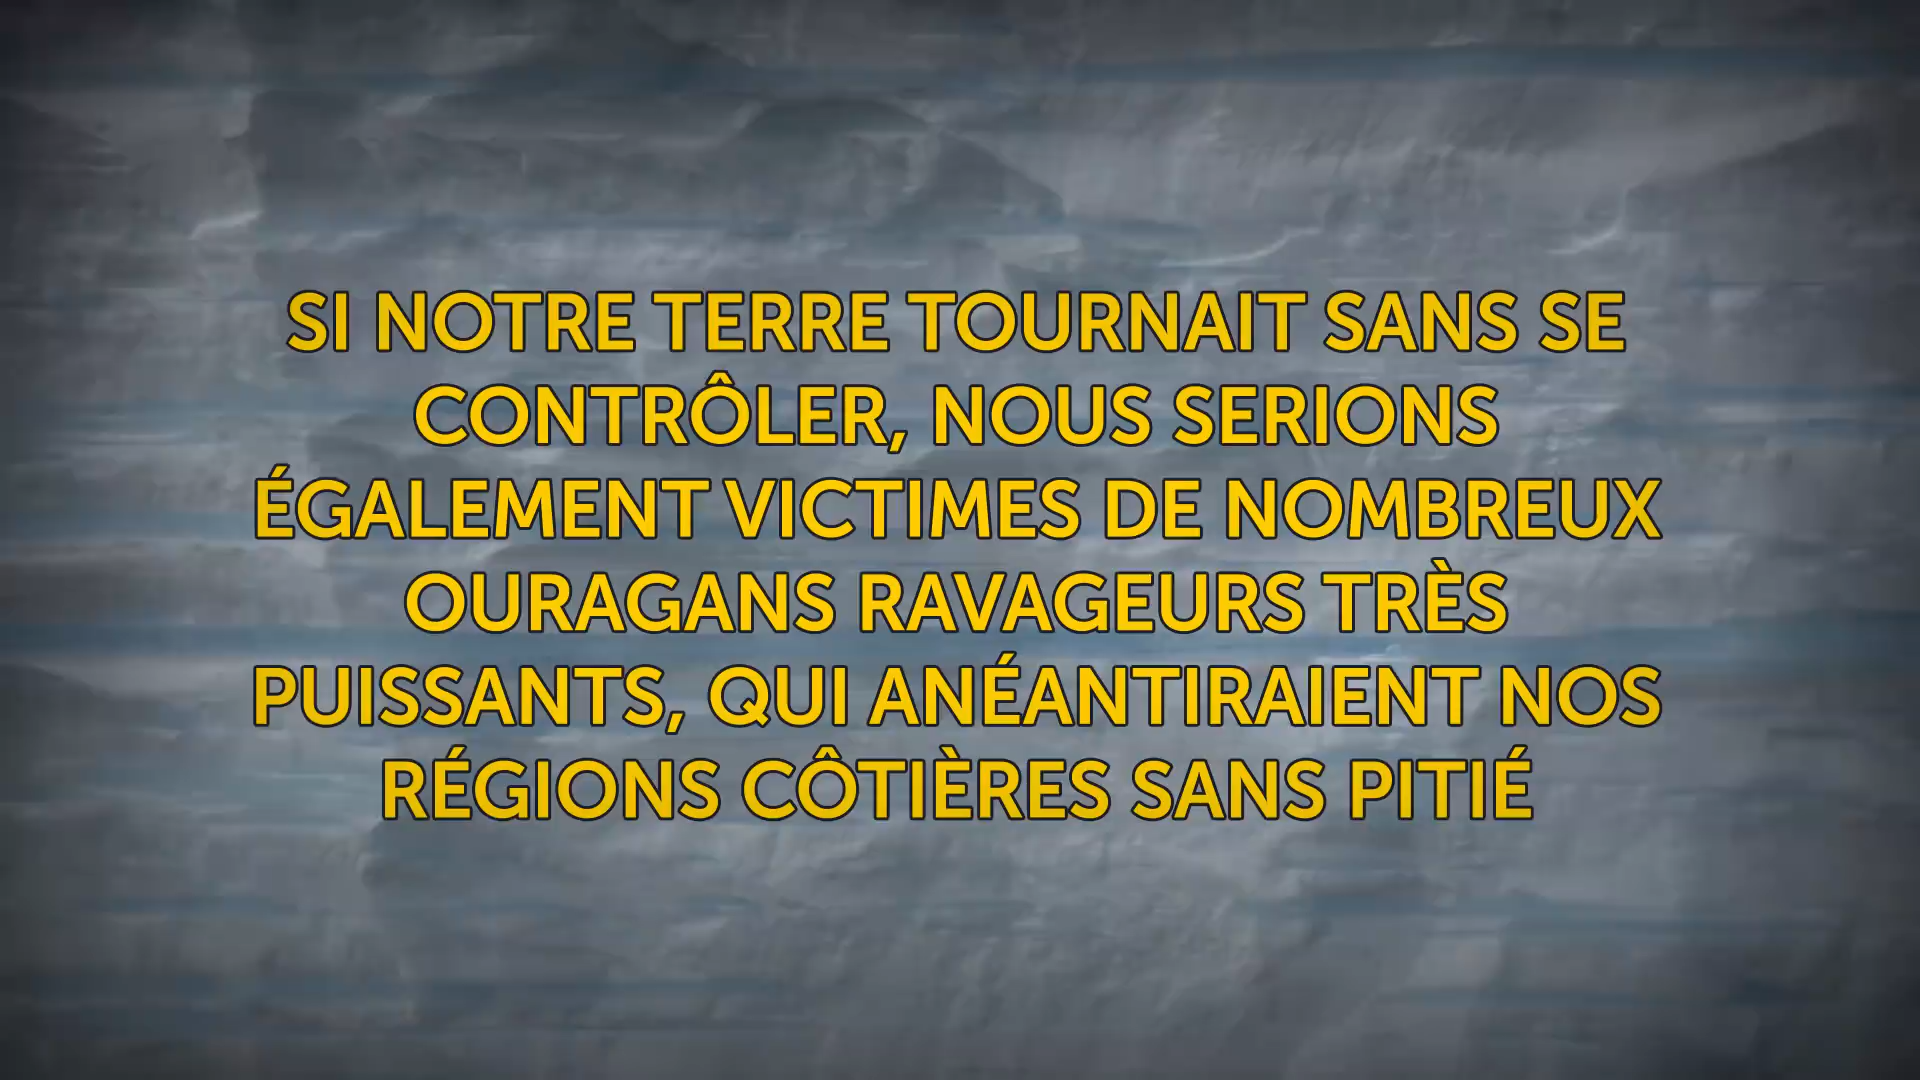 SI NOTRE TERRE TOURNAIT SANS SE
CONTRÔLER, NOUS SERIONS
ÉGALEMENT VICTIMES DE NOMBREUX
OURAGANS RAVAGEURS TRÈS
PUISSANTS, QUI ANÉANTIRAIENT NOS
RÉGIONS CÔTIÈRES SANS PITIÉ